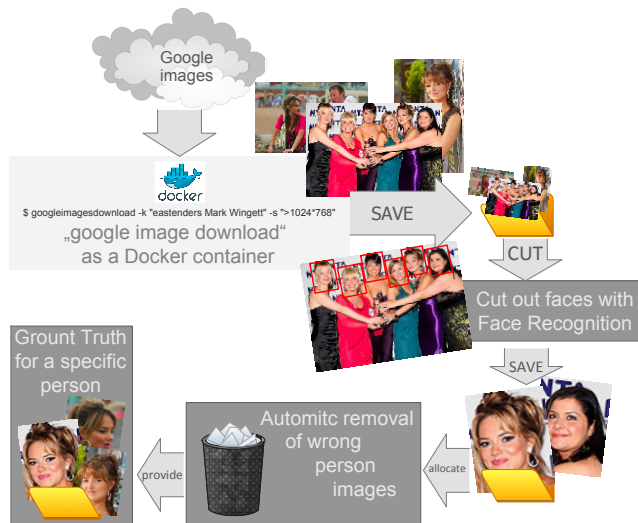 Google
images
docker
$ googleimagesdownload -k "eastenders Mark Wingett" -s ">1024*768"
„google image download“
as a Docker container
SAVE
CUT
Cut out faces with
Face Recognition
SAVE
Grount Truth
for a specific
person
Automitc removal
of wrong
person
images
allocate
provide